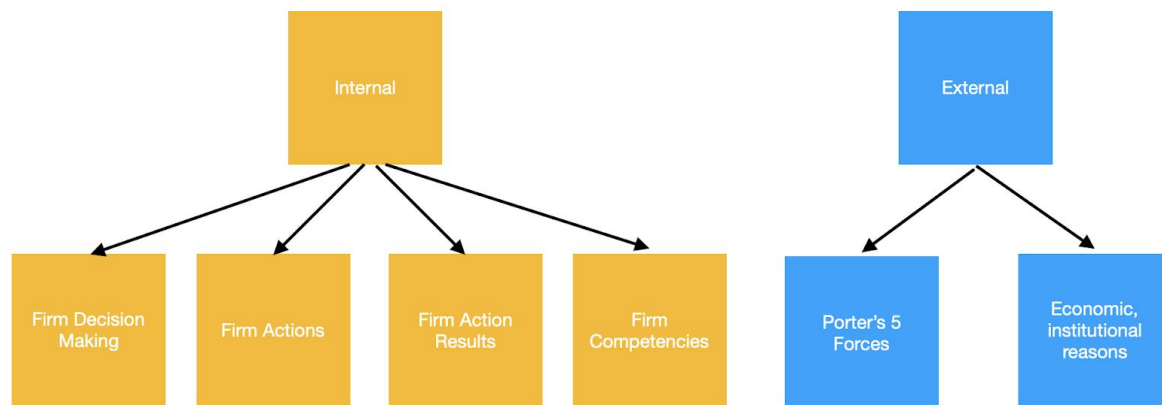 Internal
External
Firm Decision
Making
Firm Actions
Firm Action
Results
Firm
Competencies
Porter's 5
Forces
Economic,
institutional
reasons